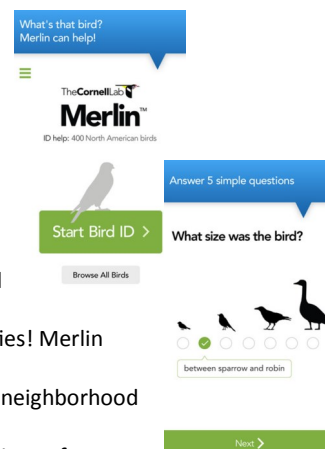 What's that bird?
Merlin can help!
TheCornellLab
Merlin™
ID help: 400 North American birds
Start Bird ID >
Browse All Birds
Answer 5 simple questions
What size was the bird?
between sparrow and robin
Next >
ies! Merlin
neighborhood